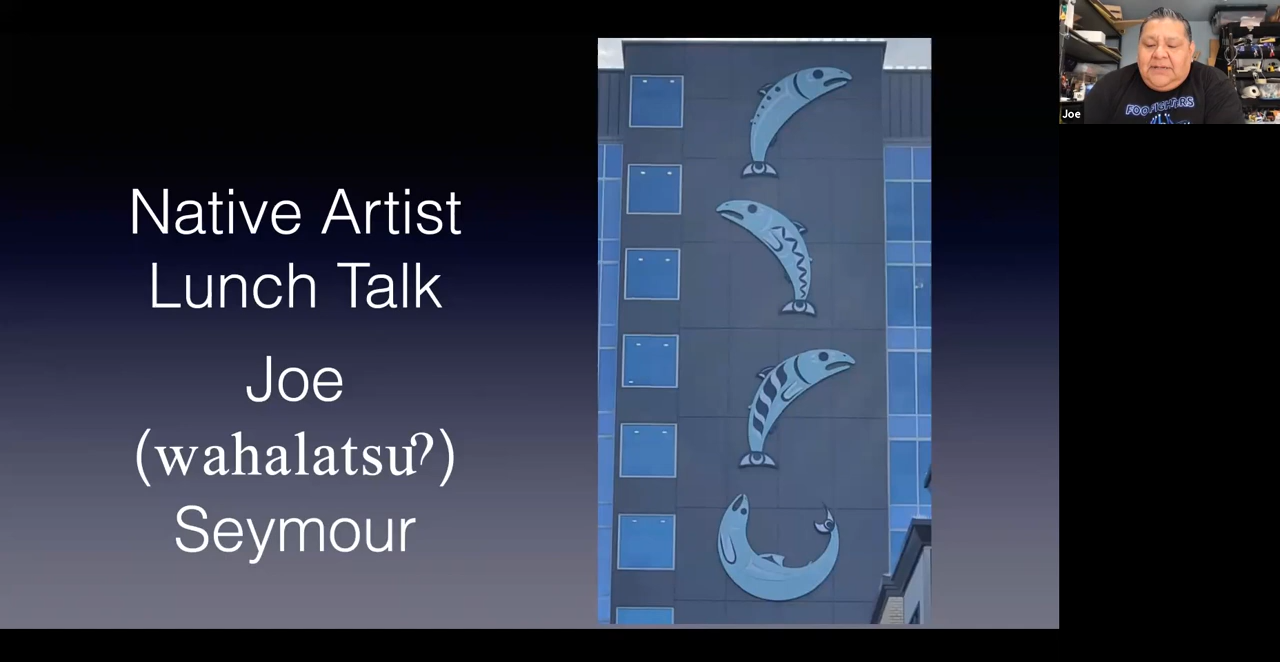 Native Artist
Lunch Talk
Joe
(wahalatsuʔ)
Seymour
Joe
FOO FIGHTERS